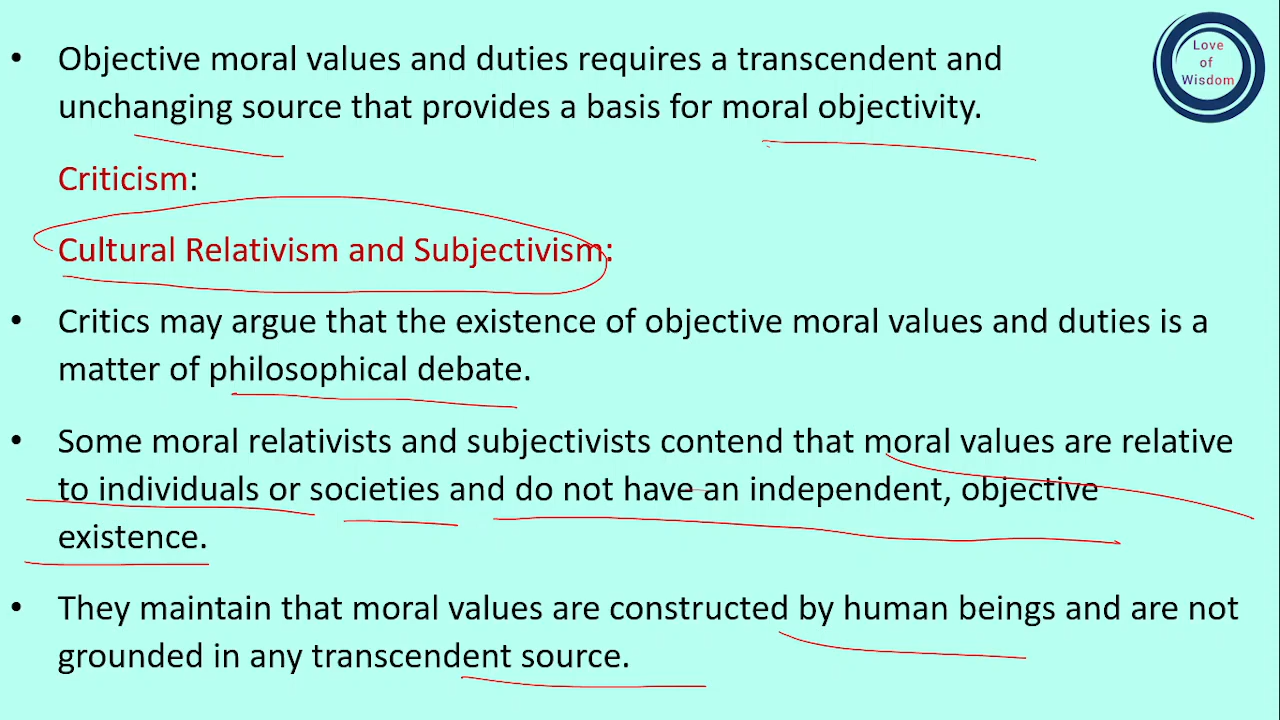 • Objective moral values and duties requires a transcendent and
unchanging source that provides a basis for moral objectivity.
Love
of
Wisdom
Criticism:
Cultural Relativism and Subjectivism:
• Critics may argue that the existence of objective moral values and duties is a
matter of philosophical debate.
• Some moral relativists and subjectivists contend that moral values are relative
to individuals or societies and do not have an independent, objective
existence.
• They maintain that moral values are constructed by human beings and are not
grounded in any transcendent source.